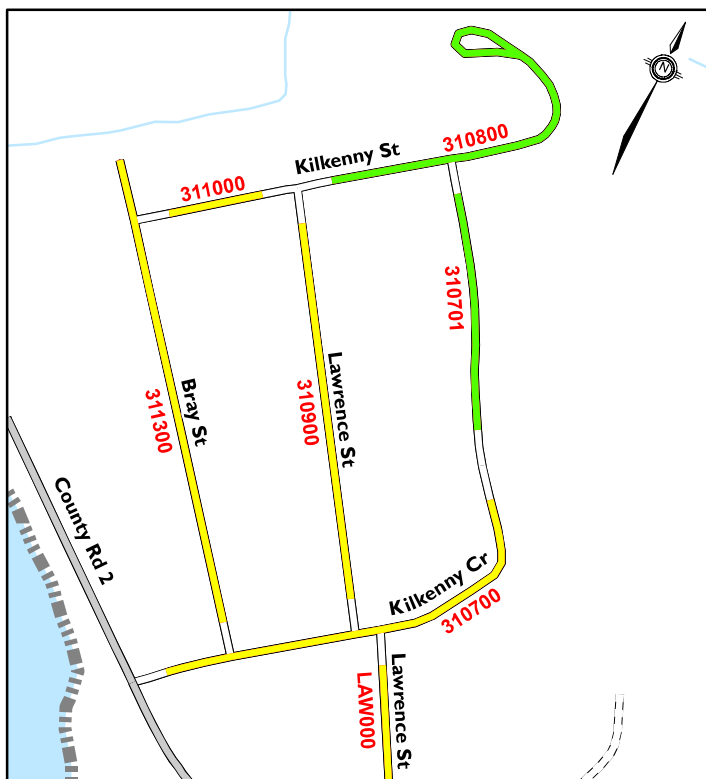 N
310800
Kilkenny St
311000
310701
Lawrence St
310900
Bray St
311300
County Rd 2
Kilkenny Cr
310700
Lawrence St
LAW000